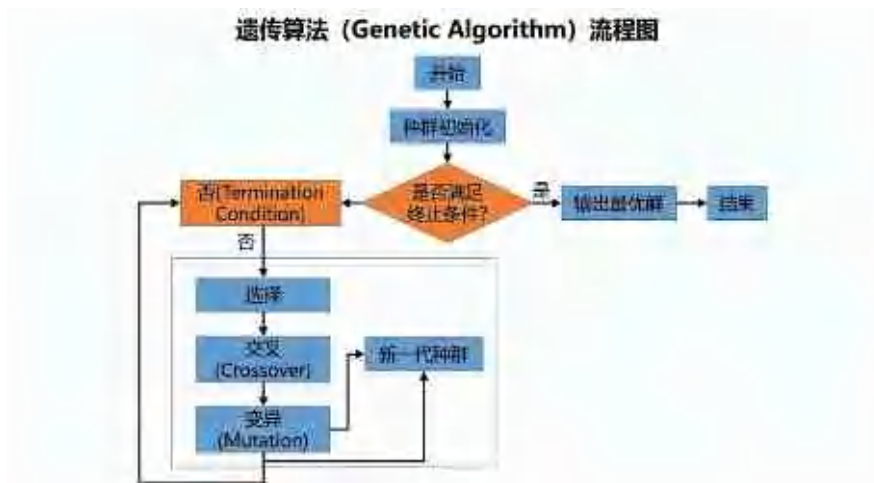 遗传算法（Genetic Algorithm）流程图
开始
种群初始化
是否满足
终止条件?
是
输出最优解
结果
否(Termination
Condition)
否
选择
交叉
(Crossover)
变异
(Mutation)
新一代种群